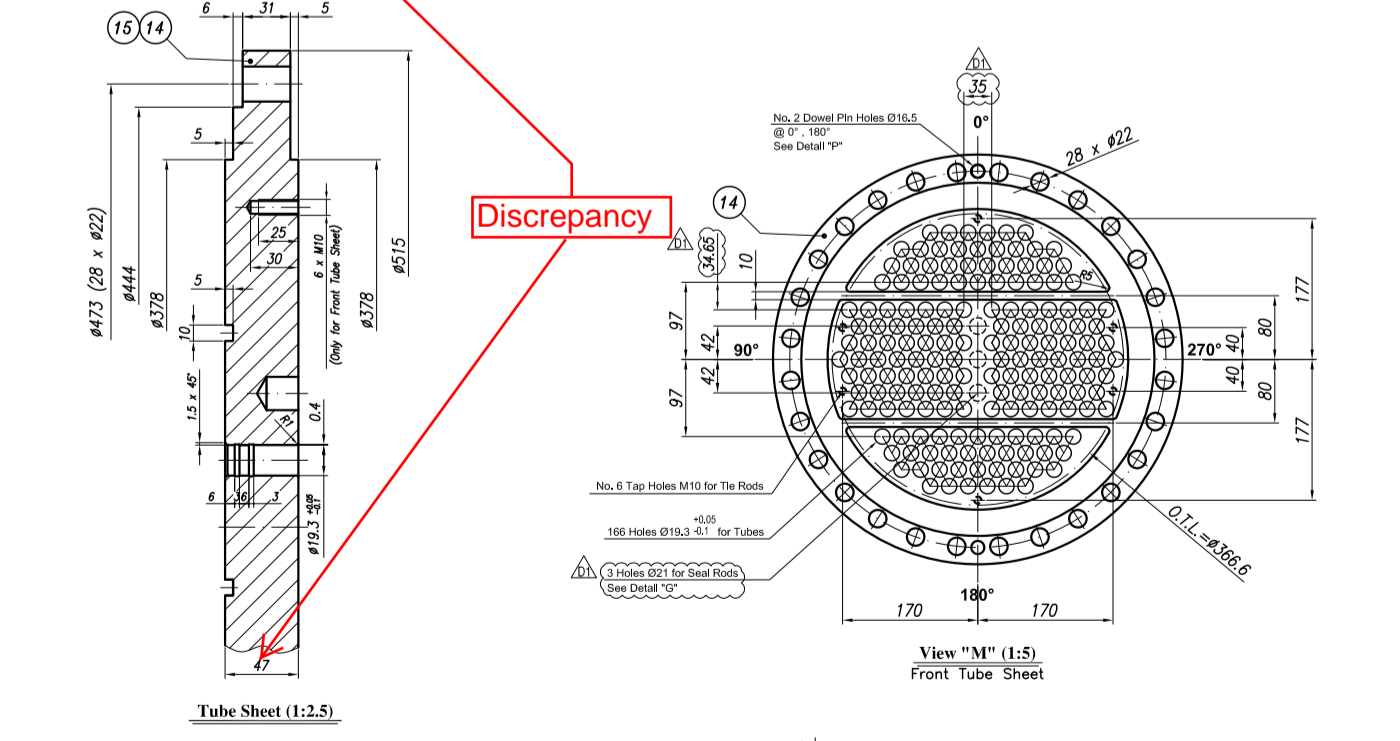 6
31
5
15
14
5
ø473 (28 x ø22)
ø444
ø378
25
30
6 x M10
(Only for Front Tube Sheet)
ø378
ø515
5
10
1.5 x 45°
R1
0.4
6
36
3
ø19.3 +0.05 -0.1
47
Tube Sheet (1:2.5)
Discrepancy
D1
35
No. 2 Dowel Pin Holes Ø16.5
@ 0° , 180°
See Detail "P"
0°
28 x ø22
14
D1
34.65
10
R5
177
97
42
90°
270°
40
80
42
97
40
80
177
No. 6 Tap Holes M10 for Tie Rods
166 Holes Ø19.3 +0.05 -0.1 for Tubes
D1
3 Holes Ø21 for Seal Rods
See Detail "G"
O.T.L.=ø366.6
180°
170
170
View "M" (1:5)
Front Tube Sheet